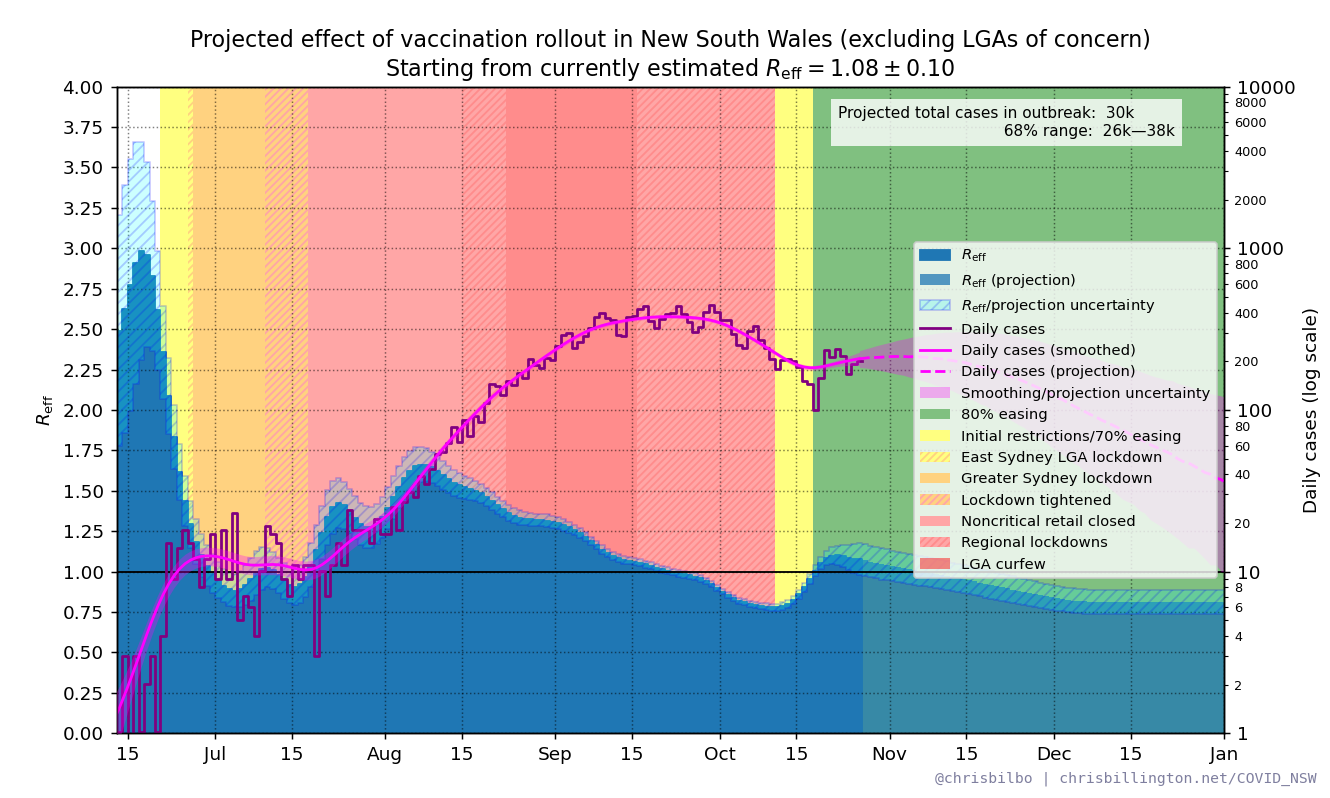 Projected effect of vaccination rollout in New South Wales (excluding LGAs of concern)
Starting from currently estimated Reff = 1.08 ± 0.10
4.00
3.75
3.50
3.25
3.00
2.75
2.50
2.25
2.00
1.75
1.50
1.25
1.00
0.75
0.50
0.25
0.00
Reff
Projected total cases in outbreak: 30k
68% range: 26k—38k
Reff
Reff (projection)
Reff/projection uncertainty
Daily cases
Daily cases (smoothed)
Daily cases (projection)
Smoothing/projection uncertainty
80% easing
Initial restrictions/70% easing
East Sydney LGA lockdown
Greater Sydney lockdown
Lockdown tightened
Noncritical retail closed
Regional lockdowns
LGA curfew
10000
8000
6000
4000
2000
1000
800
600
400
200
100
80
60
40
20
10
8
6
4
2
1
Daily cases (log scale)
15 Jul 15 Aug 15 Sep 15 Oct 15 Nov 15 Dec 15 Jan
@chrisbilbo | chrisbillington.net/COVID_NSW